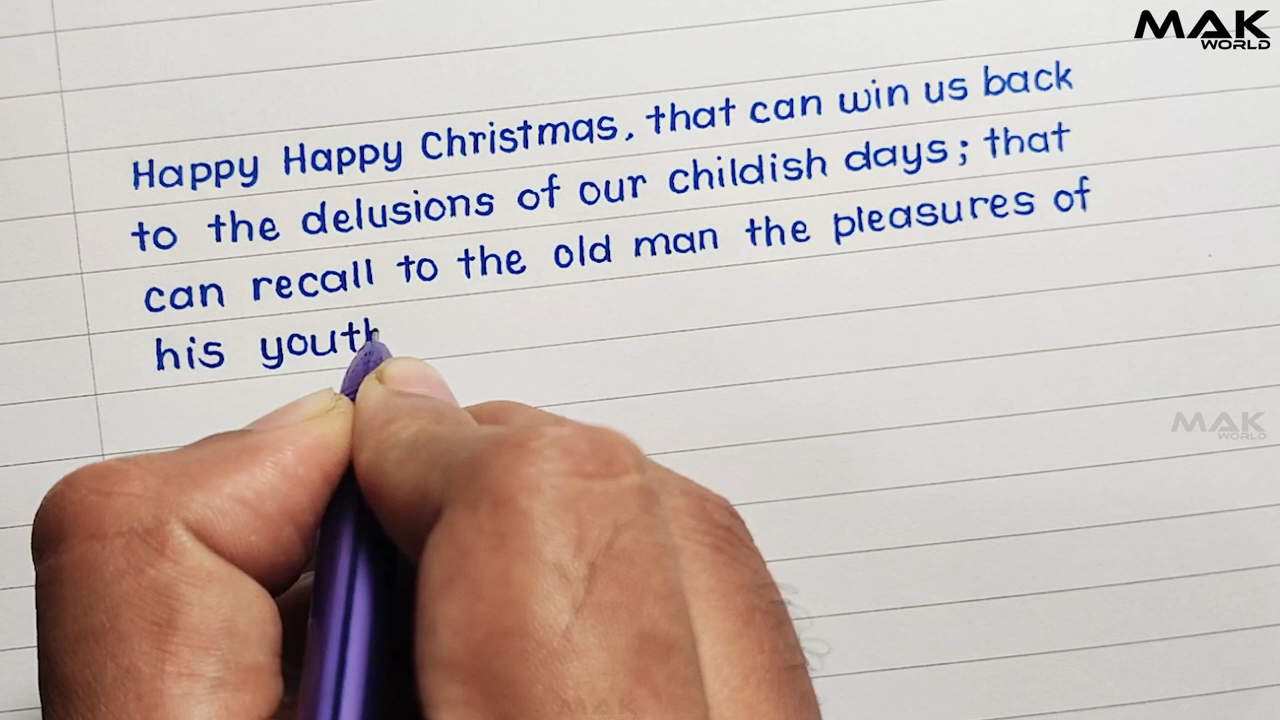 MAK
WORLD
Happy Happy Christmas, that can win us back
to the delusions of our childish days; that
can recall to the old man the pleasures of
his youth
MAK
WORLD
MAK